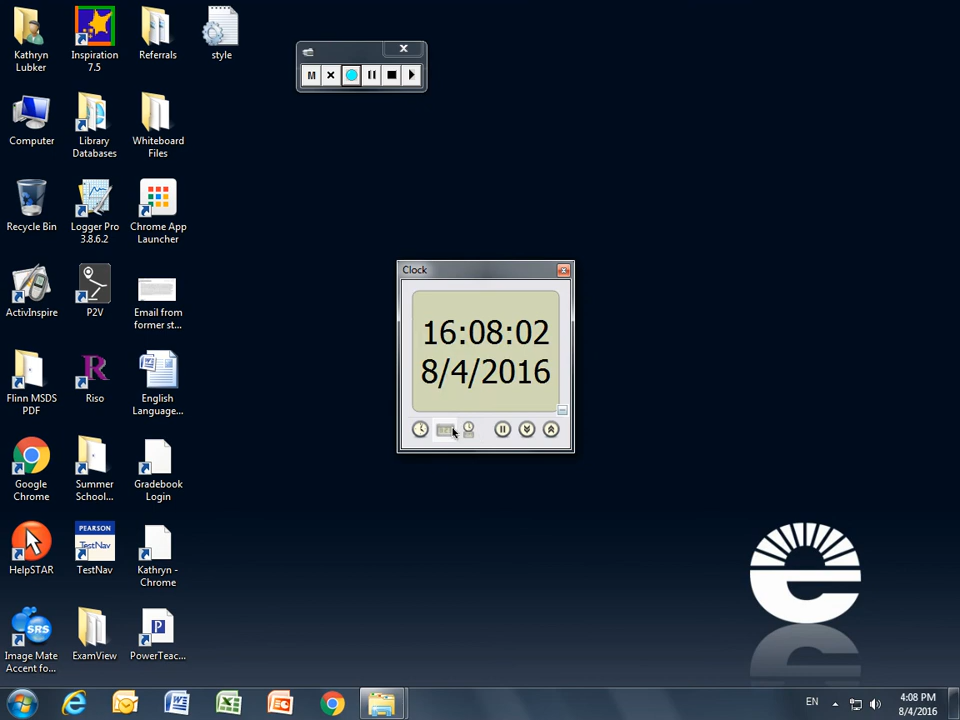 Kathryn
Lubker
Inspiration
7.5
Referrals
style
M
Computer
Library
Databases
Whiteboard
Files
Recycle Bin
Logger Pro
3.8.6.2
Chrome App
Launcher
ActivInspire
P2V
Email from
former st...
Flinn MSDS
PDF
R
Riso
W
English
Language...
Google
Chrome
Summer
School...
Gradebook
Login
HelpSTAR
PEARSON
TestNav
TestNav
Kathryn -
Chrome
SRS
Image Mate
Accent fo...
ExamView
P
PowerTeac...
Clock
16:08:02
8/4/2016
e
EN
4:08 PM
8/4/2016